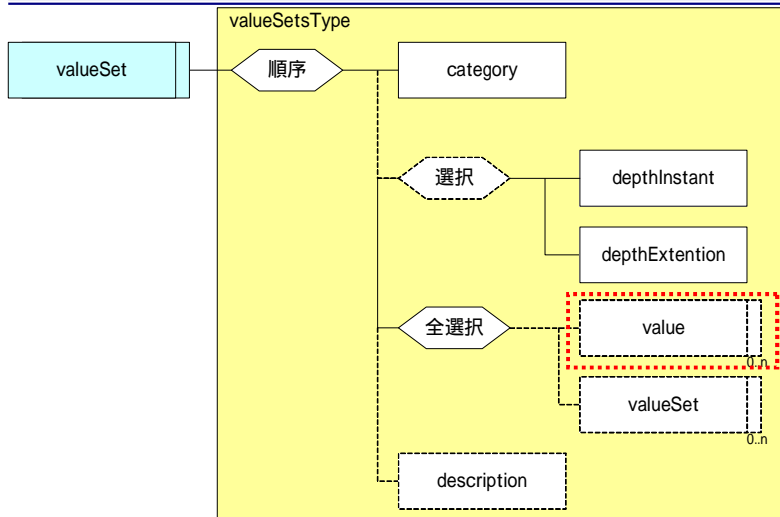 valueSetsType
valueSet
順序
category
選択
depthInstant
depthExtention
全選択
value
0..n
valueSet
0..n
description